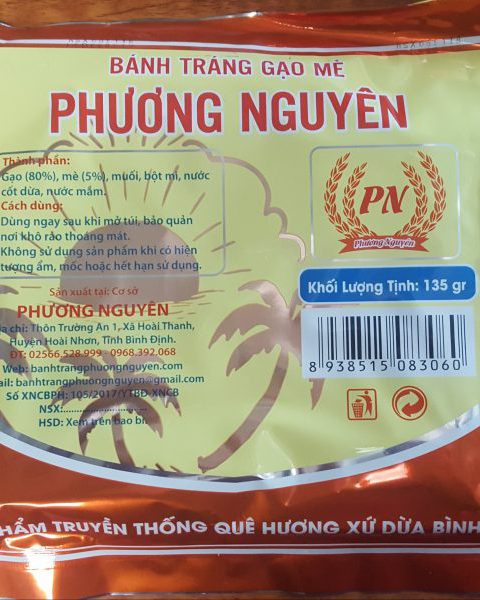 BÁNH TRÁNG GẠO MÈ
PHƯƠNG NGUYÊN
Thành phần:
Gạo (80%), mè (5%), muối, bột mì, nước
cốt dừa, nước mắm.
Cách dùng:
Dùng ngay sau khi mở túi, bảo quản
nơi khô ráo thoáng mát.
Không sử dụng sản phẩm khi có hiện
tượng ẩm, mốc hoặc hết hạn sử dụng.
PN
Phương Nguyên
Sản xuất tại: Cơ sở
PHƯƠNG NGUYÊN
ịa chỉ: Thôn Trường An 1, Xã Hoài Thanh,
Huyện Hoài Nhơn, Tỉnh Bình Định.
ĐT: 02566.528.999 - 0968.392.068
Web: banhtrangphuongnguyen.com
ail: banhtrangphuongnguyen@gmail.com
Số XNCBPH: 105/2017/YTBĐ-XNCB
NSX:............................
HSD: Xem trên bao bì
Khối Lượng Tịnh: 135 gr
8 938515 083060
HẨM TRUYỀN THỐNG QUÊ HƯƠNG XỨ DỪA BÌNH